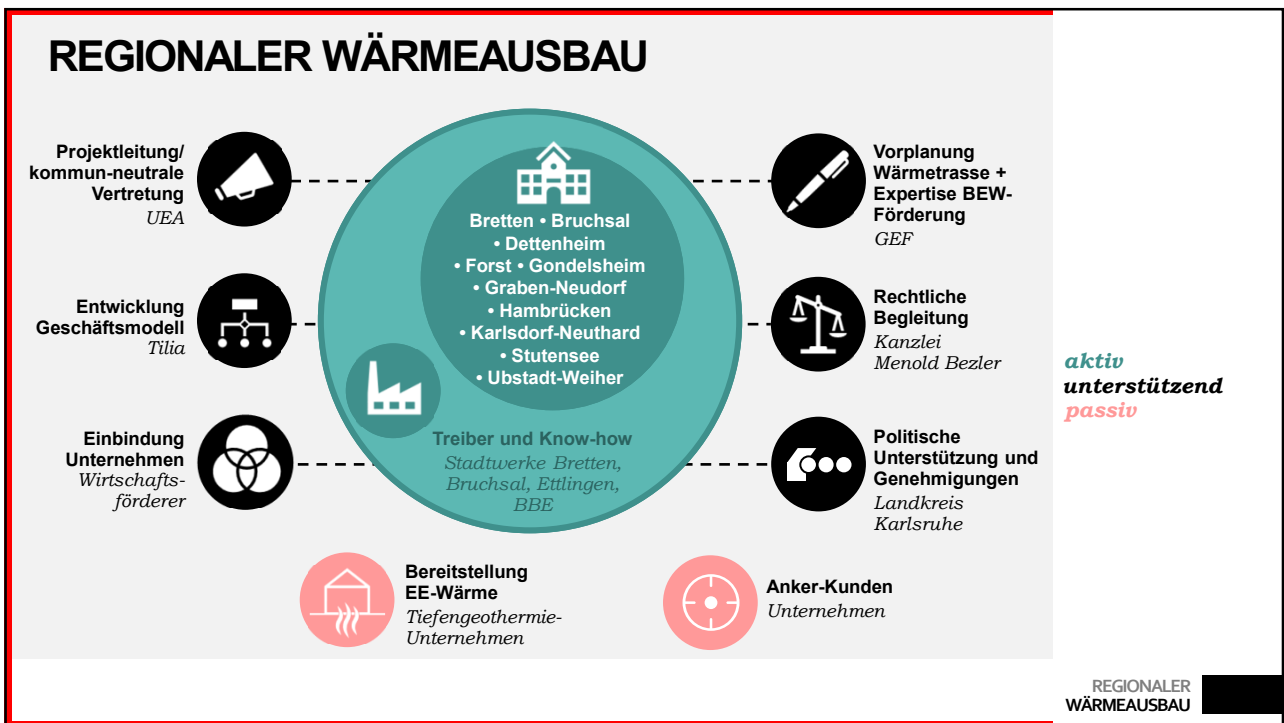 REGIONALER WÄRMEAUSBAU
Projektleitung/
kommun-neutrale
Vertretung
UEA
Entwicklung
Geschäftsmodell
Tilia
Einbindung
Unternehmen
Wirtschafts-
förderer
Bretten • Bruchsal
• Dettenheim
• Forst • Gondelsheim
• Graben-Neudorf
• Hambrücken
• Karlsdorf-Neuthard
• Stutensee
• Ubstadt-Weiher
Treiber und Know-how
Stadtwerke Bretten,
Bruchsal, Ettlingen,
BBE
Vorplanung
Wärmetrasse +
Expertise BEW-
Förderung
GEF
Rechtliche
Begleitung
Kanzlei
Menold Bezler
Politische
Unterstützung und
Genehmigungen
Landkreis
Karlsruhe
Bereitstellung
EE-Wärme
Tiefengeothermie-
Unternehmen
Anker-Kunden
Unternehmen
aktiv
unterstützend
passiv
REGIONALER
WÄRMEAUSBAU